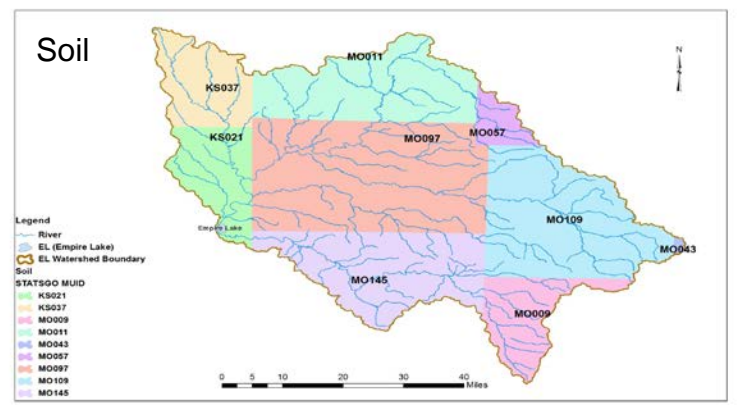 Soil
MO011
N
KS037
KS021
MO097
MO057
MO109
Empire Lake
MO043
MO145
MO009
Legend
River
EL (Empire Lake)
EL Watershed Boundary
Soil
STATSGO MUID
KS021
KS037
MO009
MO011
MO043
MO057
MO097
MO109
MO145
0 5 10 20 30 40
Miles